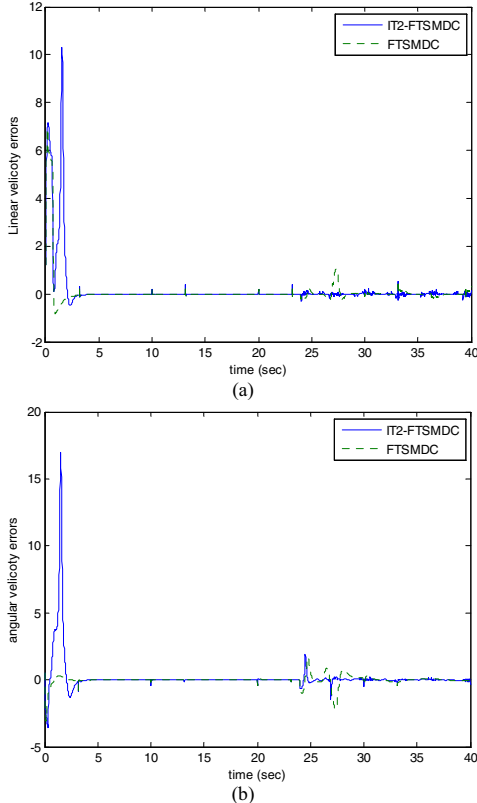 12
10
8
6
4
2
0
-2
Linear velicoty errors
IT2-FTSMDC
FTSMDC
0 5 10 15 20 25 30 35 40
time (sec)
(a)
20
15
10
5
0
-5
angular velicoty errors
IT2-FTSMDC
FTSMDC
0 5 10 15 20 25 30 35 40
time (sec)
(b)